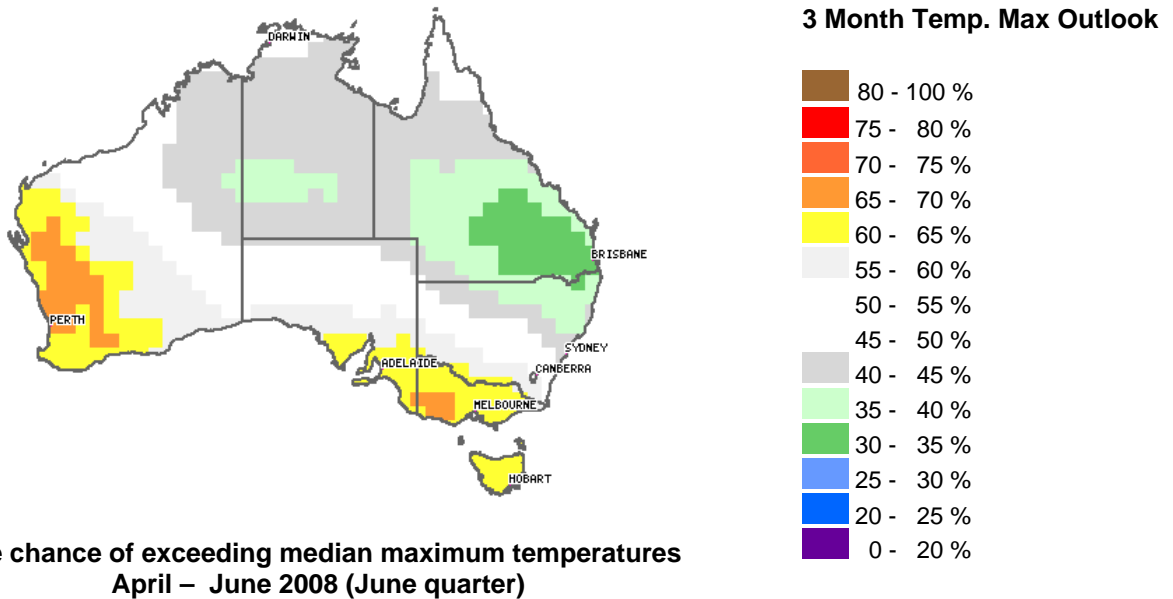 3 Month Temp. Max Outlook
DARWIN
BRISBANE
PERTH
SYDNEY
ADELAIDE
CANBERRA
MELBOURNE
HOBART
80 - 100 %
75 - 80 %
70 - 75 %
65 - 70 %
60 - 65 %
55 - 60 %
50 - 55 %
45 - 50 %
40 - 45 %
35 - 40 %
30 - 35 %
25 - 30 %
20 - 25 %
0 - 20 %
chance of exceeding median maximum temperatures
April – June 2008 (June quarter)